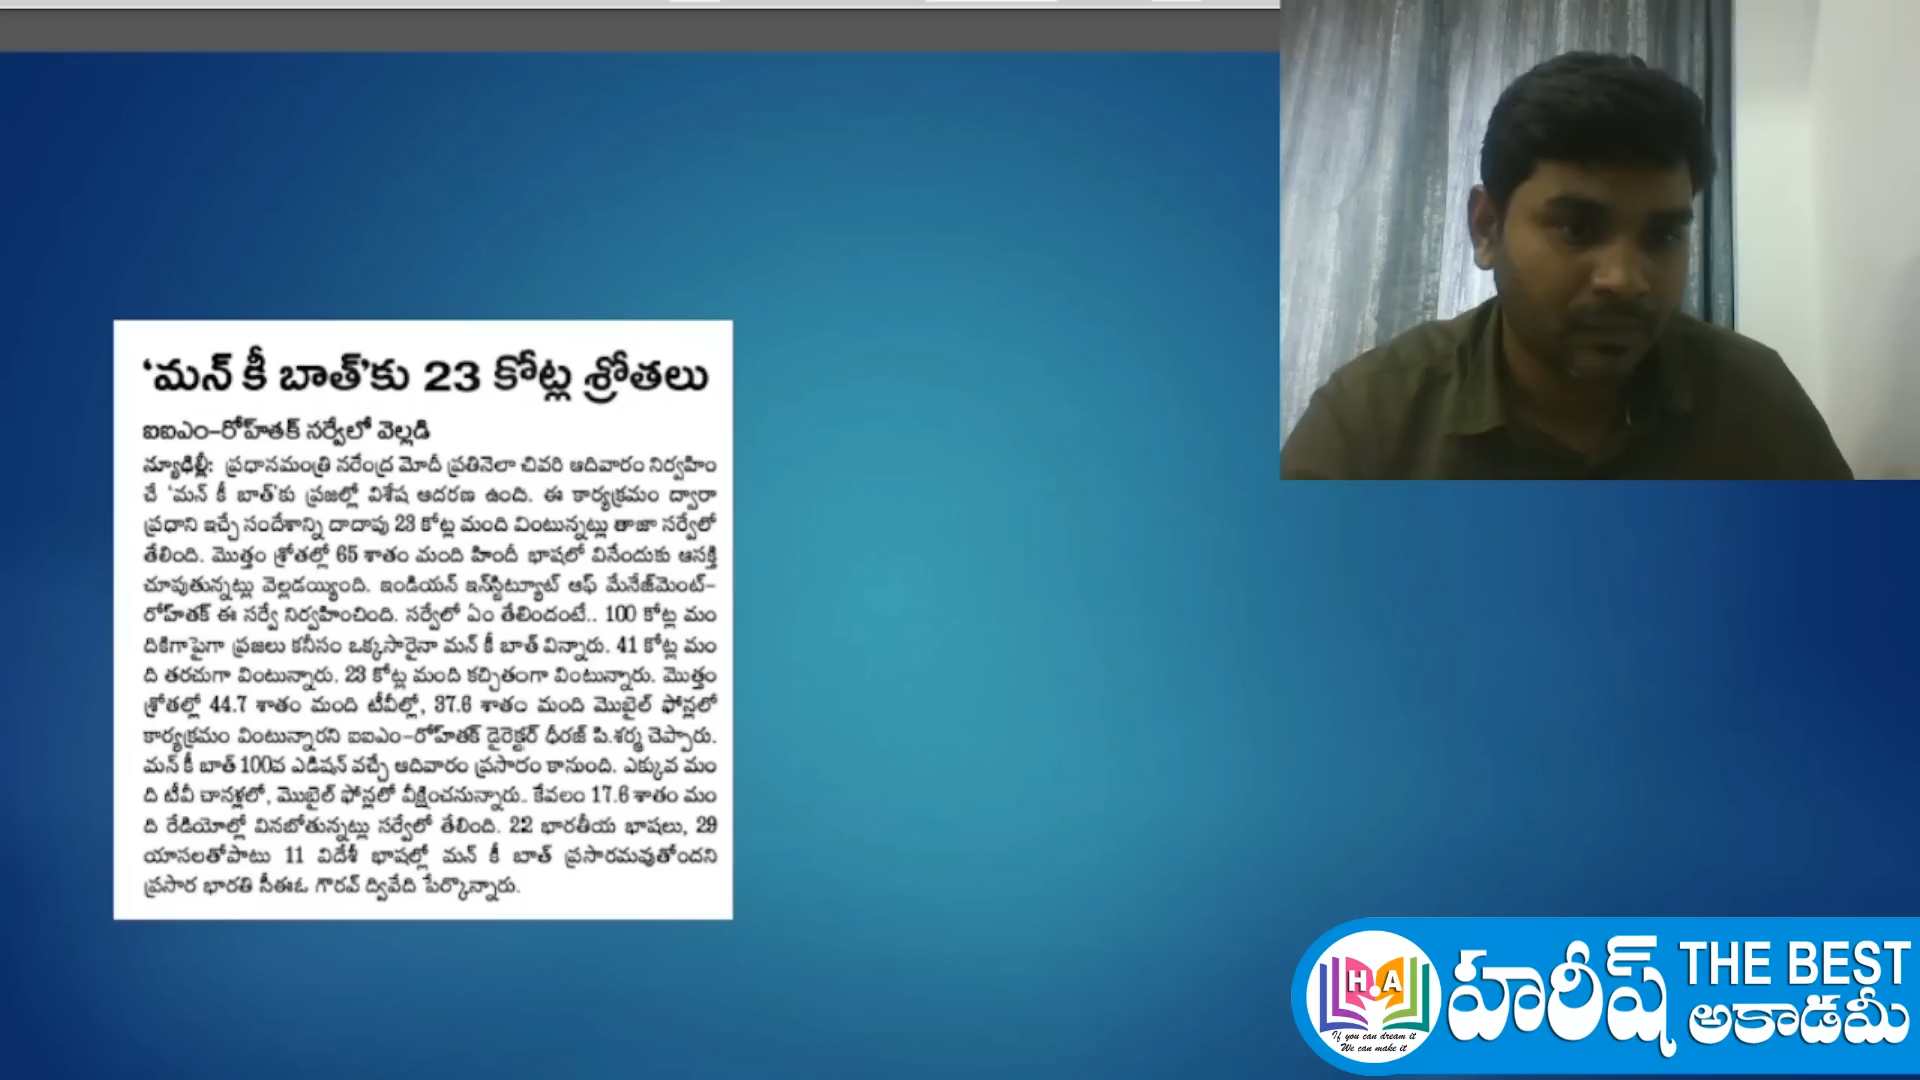 ‘మన్ కీ బాత్’కు 23 కోట్ల శ్రోతలు
ఐఐఎం-రోహ్‌తక్ సర్వేలో వెల్లడి
న్యూఢిల్లీ: ప్రధానమంత్రి నరేంద్ర మోదీ ప్రతినెలా చివరి ఆదివారం నిర్వహిం
చే ‘మన్ కీ బాత్’కు ప్రజల్లో విశేష ఆదరణ ఉంది. ఈ కార్యక్రమం ద్వారా
ప్రధాని ఇచ్చే సందేశాన్ని దాదాపు 23 కోట్ల మంది వింటున్నట్లు తాజా సర్వేలో
తేలింది. మొత్తం శ్రోతల్లో 65 శాతం మంది హిందీ భాషలో వినేందుకు ఆసక్తి
చూపుతున్నట్లు వెల్లడయ్యింది. ఇండియన్ ఇన్‌స్టిట్యూట్ ఆఫ్ మేనేజ్‌మెంట్-
రోహ్‌తక్ ఈ సర్వే నిర్వహించింది. సర్వేలో ఏం తేలిందంటే.. 100 కోట్ల మం
దికిగాపైగా ప్రజలు కనీసం ఒక్కసారైనా మన్ కీ బాత్ విన్నారు. 41 కోట్ల మం
ది తరచుగా వింటున్నారు. 23 కోట్ల మంది కచ్చితంగా వింటున్నారు. మొత్తం
శ్రోతల్లో 44.7 శాతం మంది టీవీల్లో, 37.6 శాతం మంది మొబైల్ ఫోన్లలో
కార్యక్రమం వింటున్నారని ఐఐఎం-రోహ్‌తక్ డైరెక్టర్ ధీరజ్ పి.శర్మ చెప్పారు.
మన్ కీ బాత్ 100వ ఎడిషన్ వచ్చే ఆదివారం ప్రసారం కానుంది. ఎక్కువ మం
ది టీవీ చానళ్లలో, మొబైల్ ఫోన్లలో వీక్షించనున్నారు. కేవలం 17.6 శాతం మం
ది రేడియోల్లో వినబోతున్నట్లు సర్వేలో తేలింది. 22 భారతీయ భాషలు, 29
యాసలతోపాటు 11 విదేశీ భాషల్లో మన్ కీ బాత్ ప్రసారమవుతోందని
ప్రసార భారతి సీఈఓ గౌరవ్ ద్వివేది పేర్కొన్నారు.
H.A
If you can dream it
We can make it
హరీష్
THE BEST
అకాడమీ